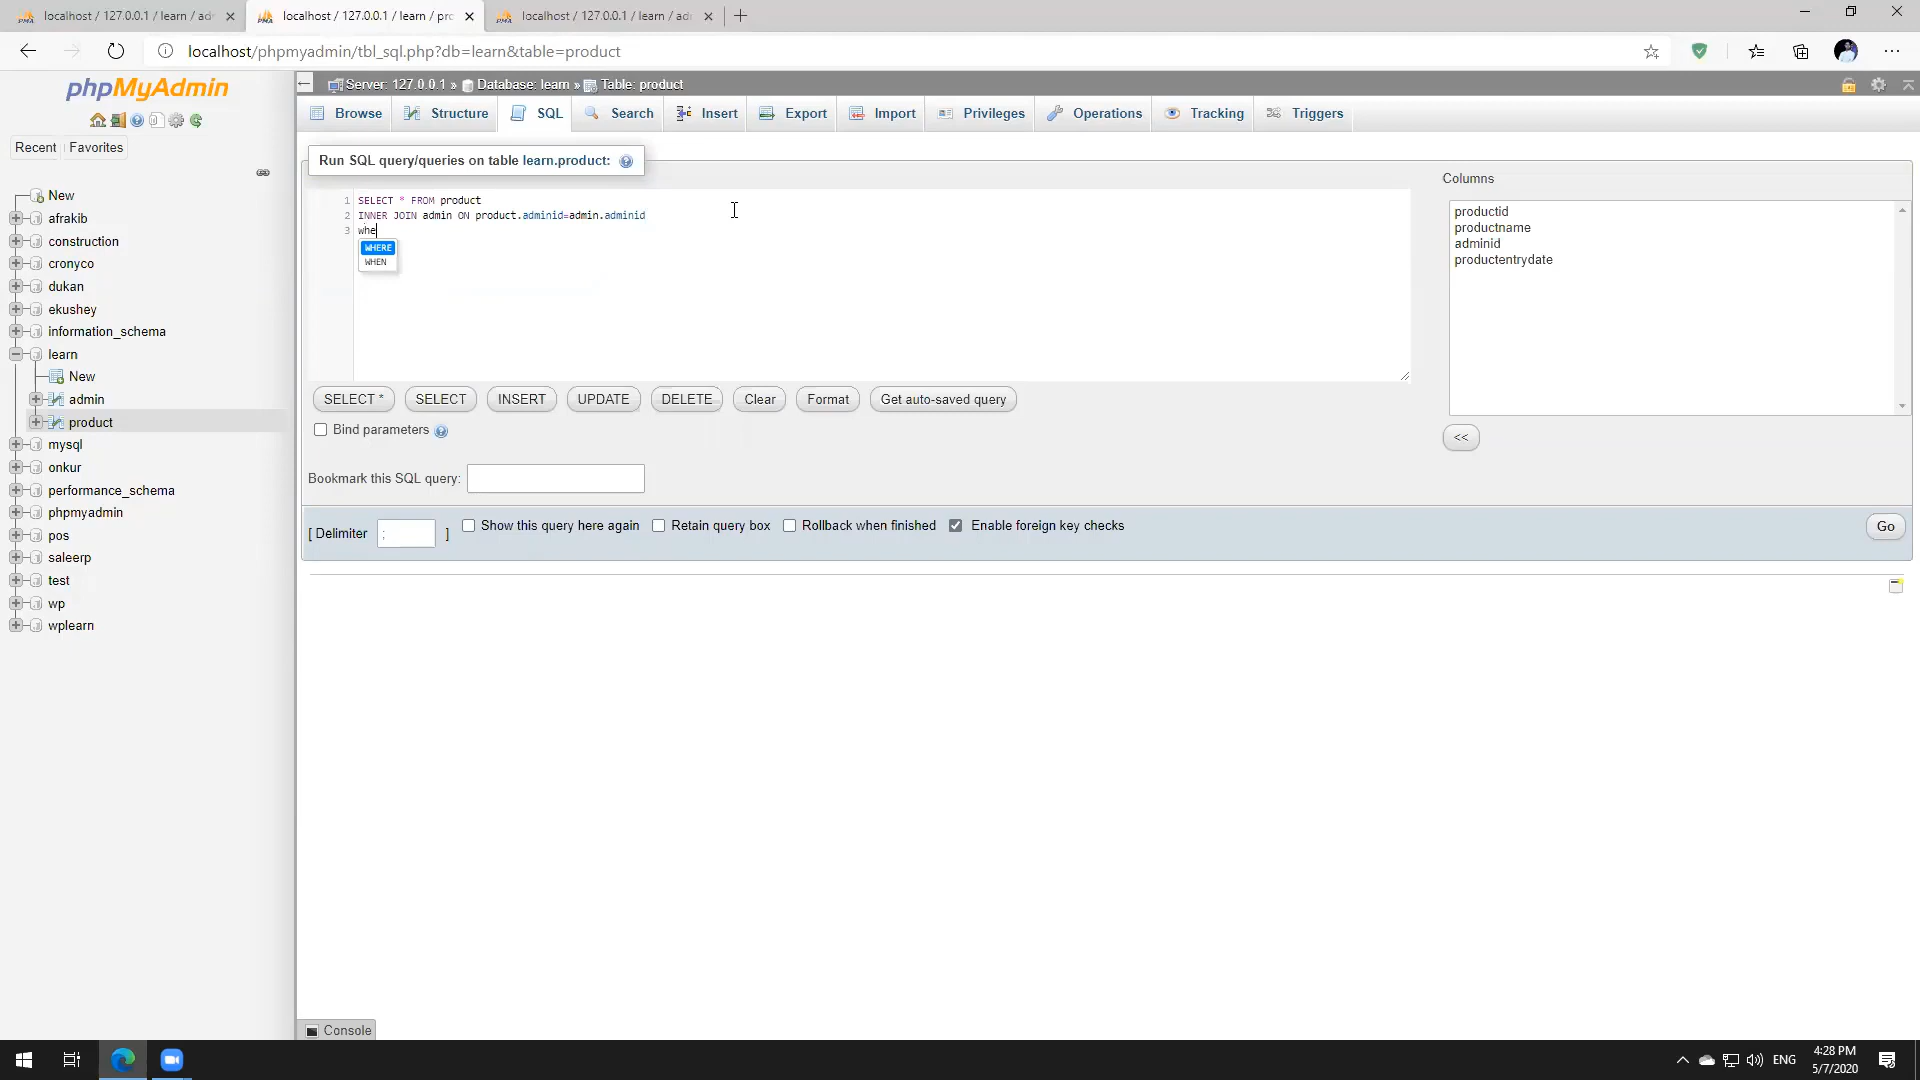 localhost / 127.0.0.1 / learn / adr
localhost / 127.0.0.1 / learn / pro
localhost / 127.0.0.1 / learn / adr
localhost/phpmyadmin/tbl_sql.php?db=learn&table=product
phpMyAdmin
Server: 127.0.0.1 » Database: learn » Table: product
Browse Structure SQL Search Insert Export Import Privileges Operations Tracking Triggers
Recent Favorites
New
afrakib
construction
cronyco
dukan
ekushey
information_schema
learn
New
admin
product
mysql
onkur
performance_schema
phpmyadmin
pos
saleerp
test
wp
wplearn
Run SQL query/queries on table learn.product:
1 SELECT * FROM product
2 INNER JOIN admin ON product.adminid=admin.adminid
3 whe
WHERE
WHEN
Columns
productid
productname
adminid
productentrydate
<<
SELECT * SELECT INSERT UPDATE DELETE Clear Format Get auto-saved query
Bind parameters
Bookmark this SQL query:
[ Delimiter ; ] Show this query here again Retain query box Rollback when finished Enable foreign key checks Go
Console
ENG
4:28 PM
5/7/2020